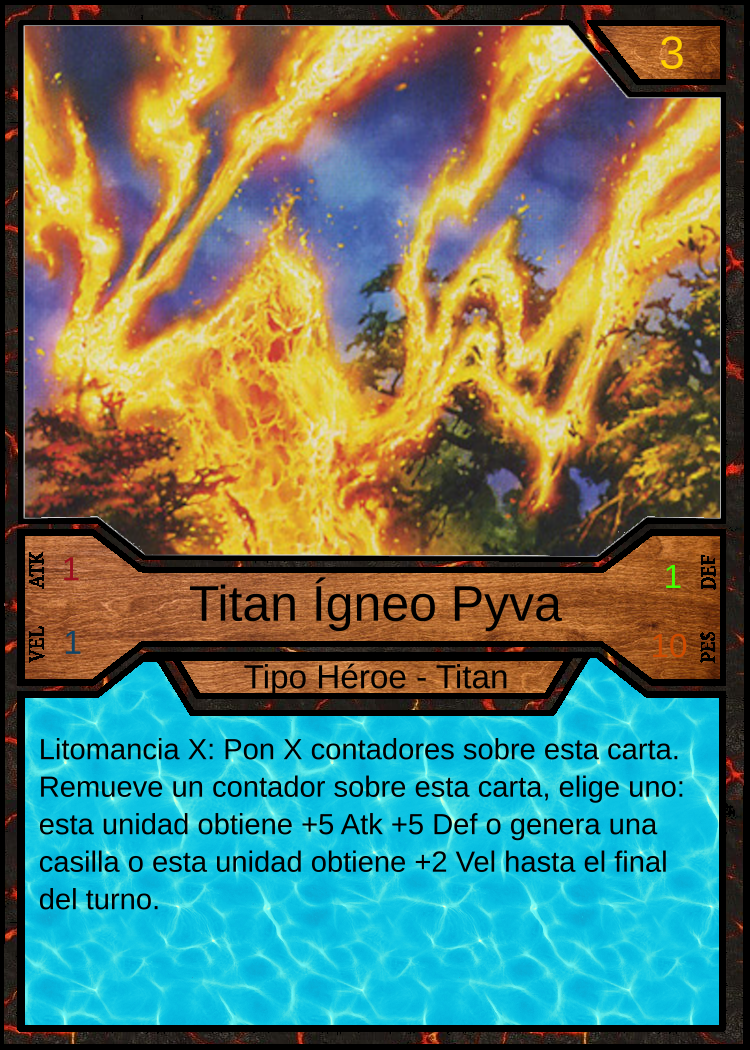 3
ATK 1
1 DEF
Titan Ígneo Pyva
VEL 1
10 PES
Tipo Héroe - Titan
Litomancia X: Pon X contadores sobre esta carta.
Remueve un contador sobre esta carta, elige uno:
esta unidad obtiene +5 Atk +5 Def o genera una
casilla o esta unidad obtiene +2 Vel hasta el final
del turno.